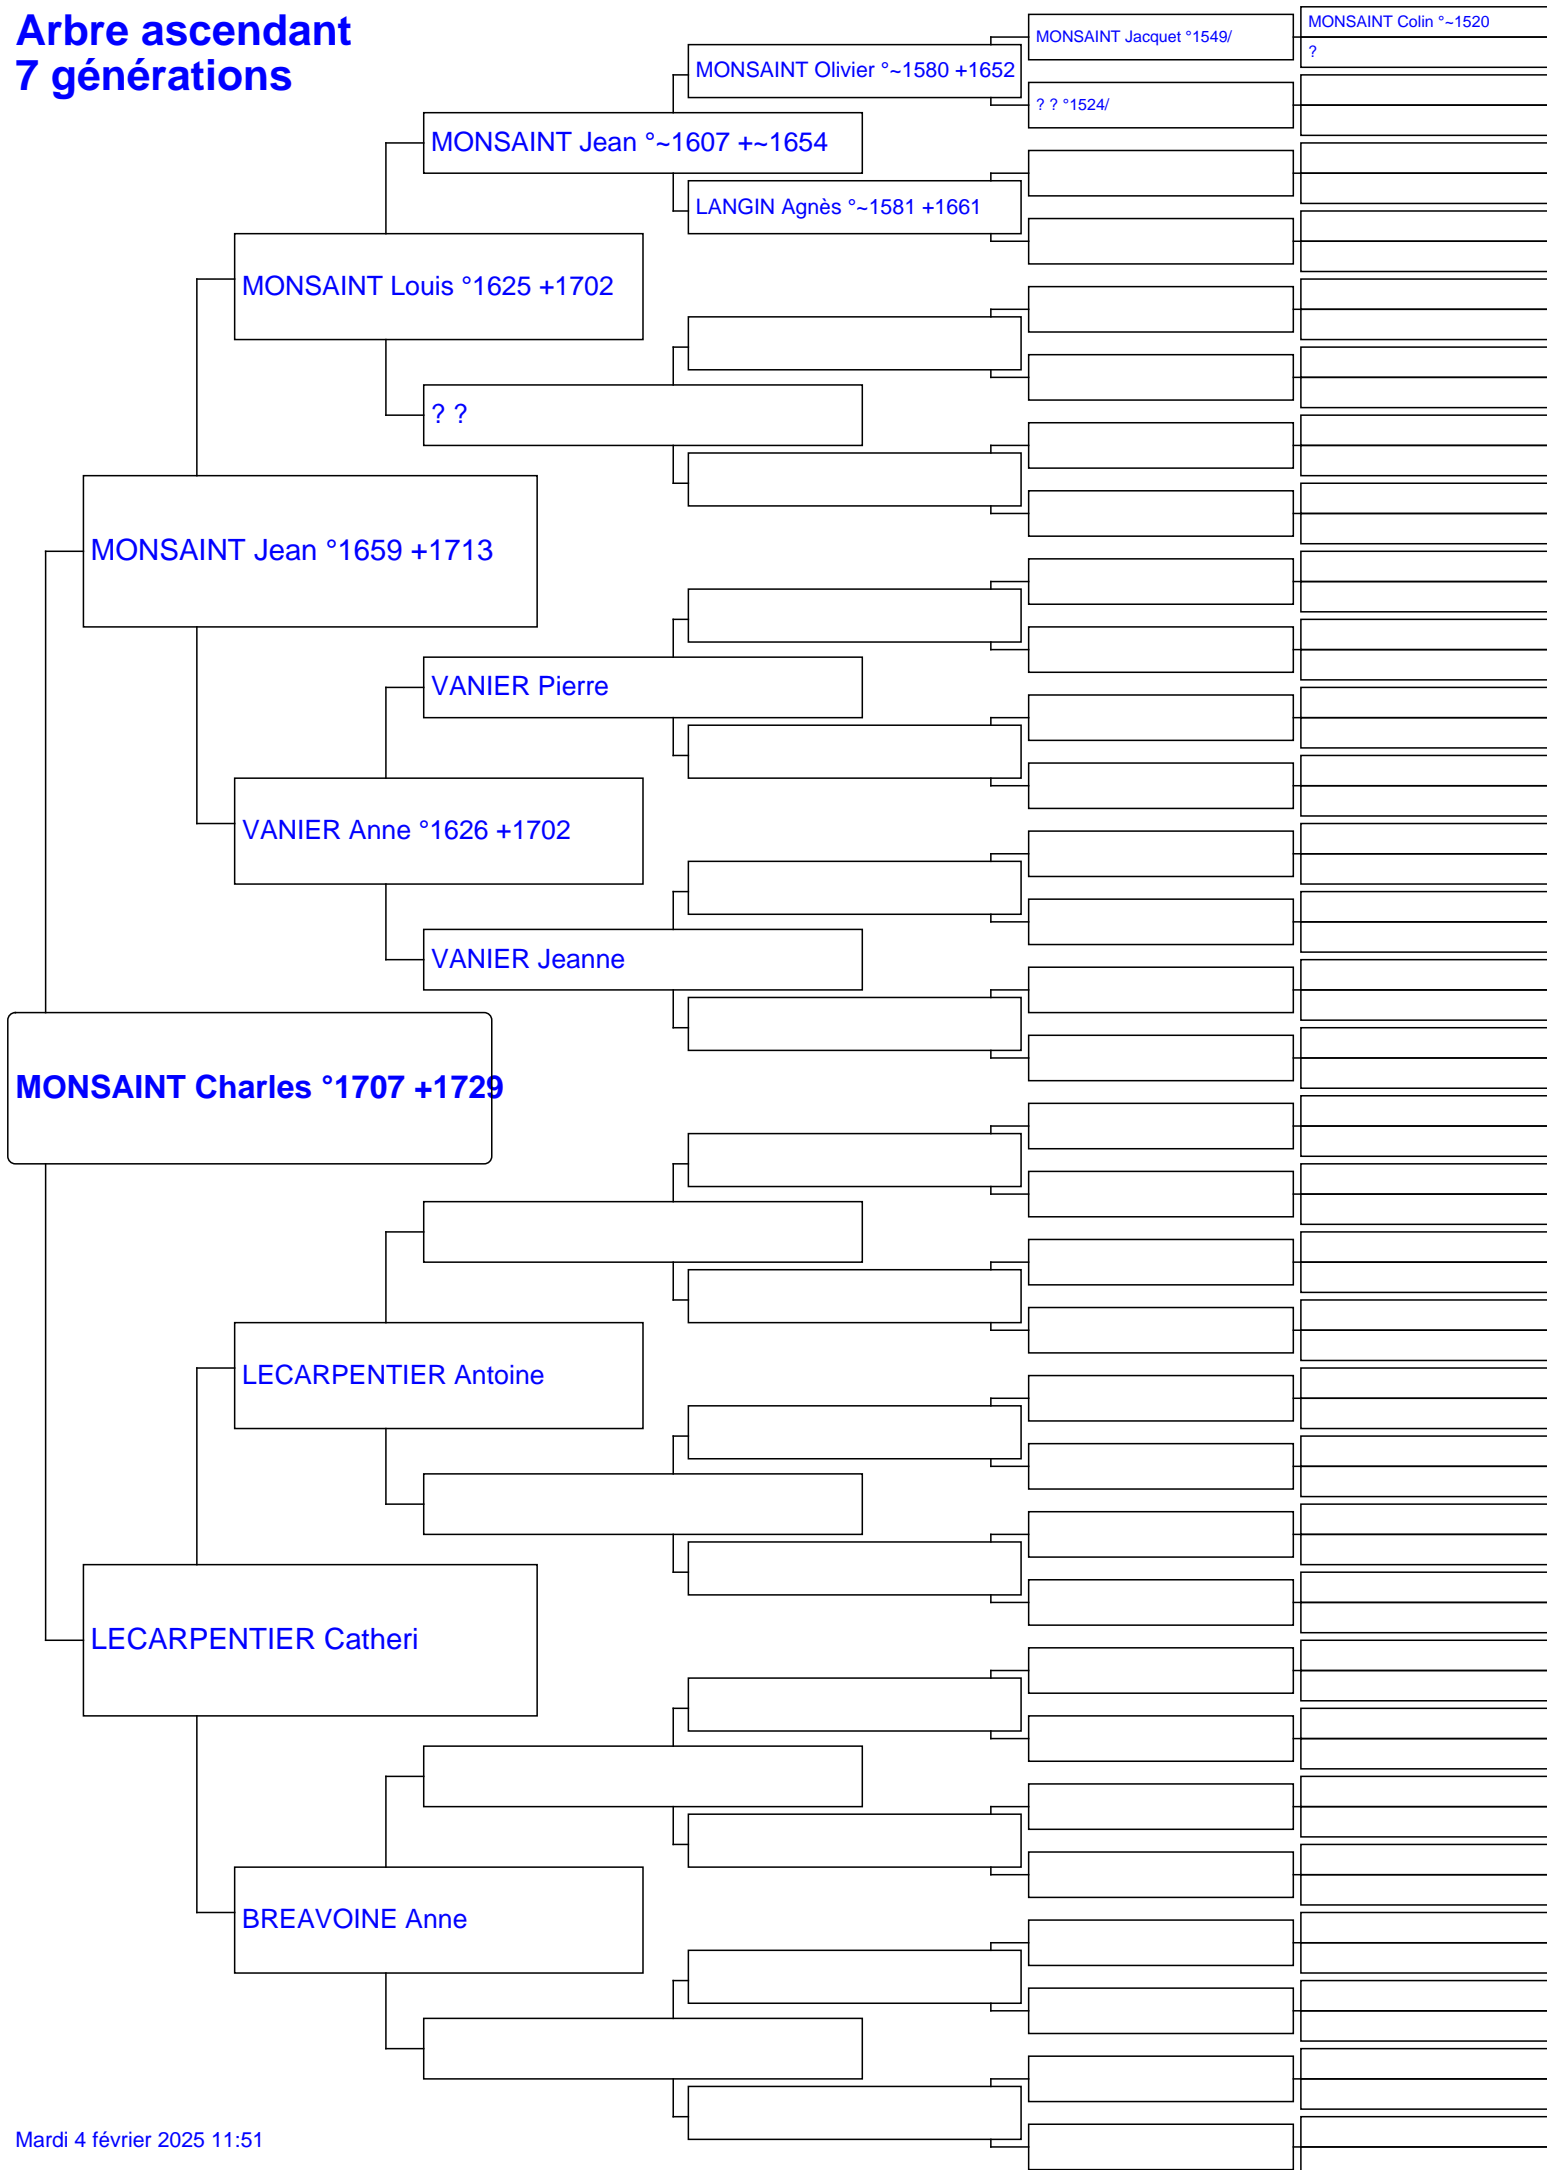 Arbre ascendant
7 générations
MONSAINT Colin °~1520
?
MONSAINT Jacquet °1549/
? ? °1524/
MONSAINT Olivier °~1580 +1652
MONSAINT Jean °~1607 +~1654
LANGIN Agnès °~1581 +1661
MONSAINT Louis °1625 +1702
? ?
MONSAINT Jean °1659 +1713
VANIER Pierre
VANIER Anne °1626 +1702
VANIER Jeanne
MONSAINT Charles °1707 +1729
LECARPENTIER Antoine
LECARPENTIER Catheri
BREAVOINE Anne
Mardi 4 février 2025 11:51